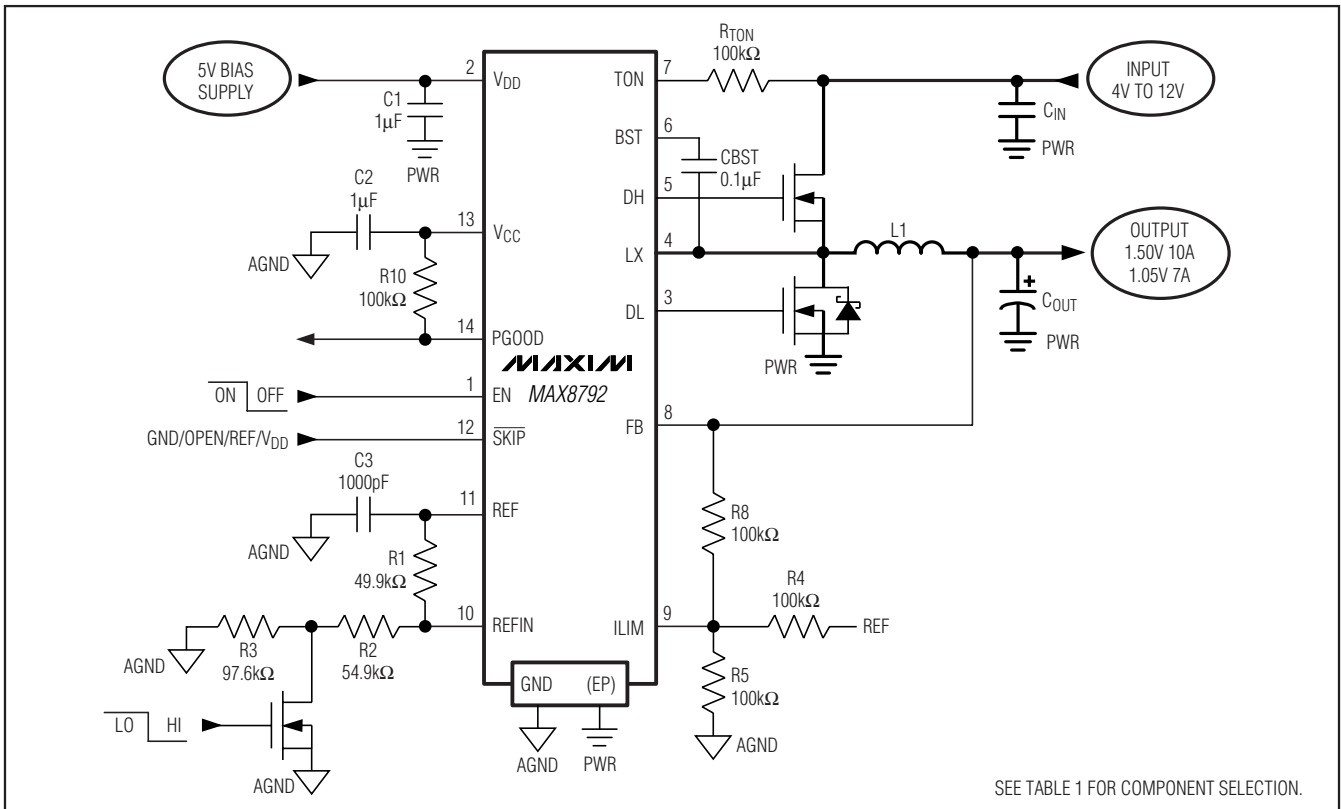 5V BIAS
SUPPLY
C1
1µF
PWR
2
VDD
C2
1µF
AGND
13
VCC
R10
100kΩ
14
PGOOD
MAXIM
MAX8792
ON
OFF
1
EN
GND/OPEN/REF/VDD
12
SKIP
C3
1000pF
AGND
11
REF
R1
49.9kΩ
10
REFIN
R3
97.6kΩ
R2
54.9kΩ
AGND
LO
HI
AGND
GND
(EP)
AGND
PWR
TON
7
RTON
100kΩ
INPUT
4V TO 12V
CIN
PWR
BST
6
CBST
0.1µF
DH
5
LX
4
L1
OUTPUT
1.50V 10A
1.05V 7A
+
COUT
PWR
DL
3
PWR
FB
8
R8
100kΩ
ILIM
9
R4
100kΩ
REF
R5
100kΩ
AGND
SEE TABLE 1 FOR COMPONENT SELECTION.